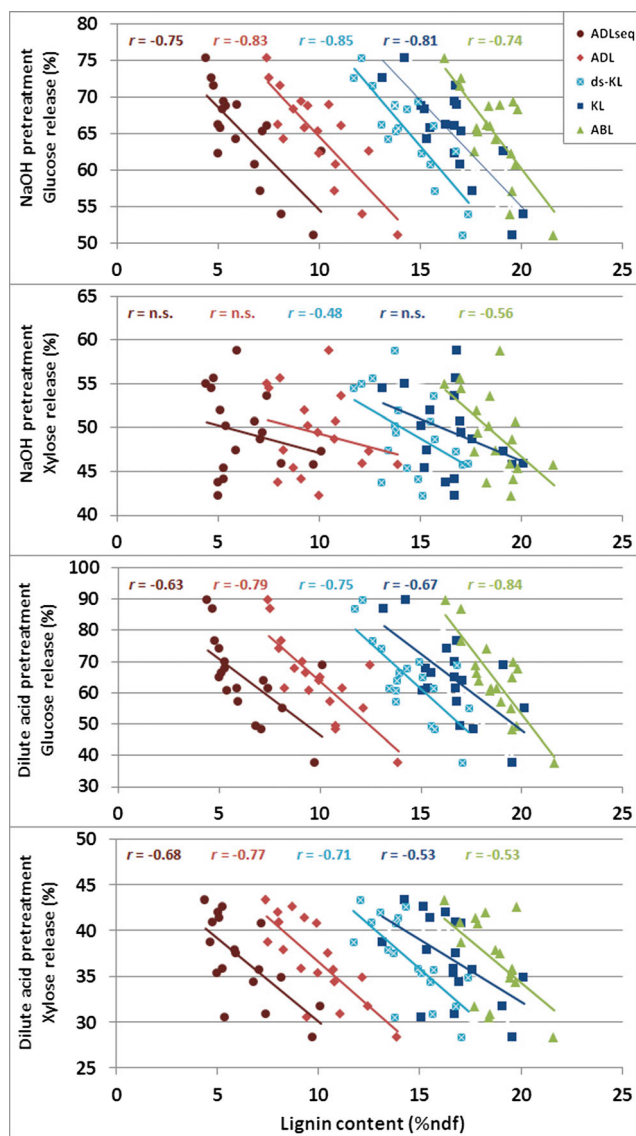 r = -0.75 r = -0.83 r = -0.85 r = -0.81 r = -0.74
ADLseq
ADL
ds-KL
KL
ABL
NaOH pretreatment
Glucose release (%)
80
75
70
65
60
55
50
0 5 10 15 20 25
r = n.s. r = n.s. r = -0.48 r = n.s. r = -0.56
NaOH pretreatment
Xylose release (%)
65
60
55
50
45
40
0 5 10 15 20 25
r = -0.63 r = -0.79 r = -0.75 r = -0.67 r = -0.84
Dilute acid pretreatment
Glucose release (%)
100
90
80
70
60
50
40
30
0 5 10 15 20 25
r = -0.68 r = -0.77 r = -0.71 r = -0.53 r = -0.53
Dilute acid pretreatment
Xylose release (%)
50
45
40
35
30
25
0 5 10 15 20 25
Lignin content (%ndf)